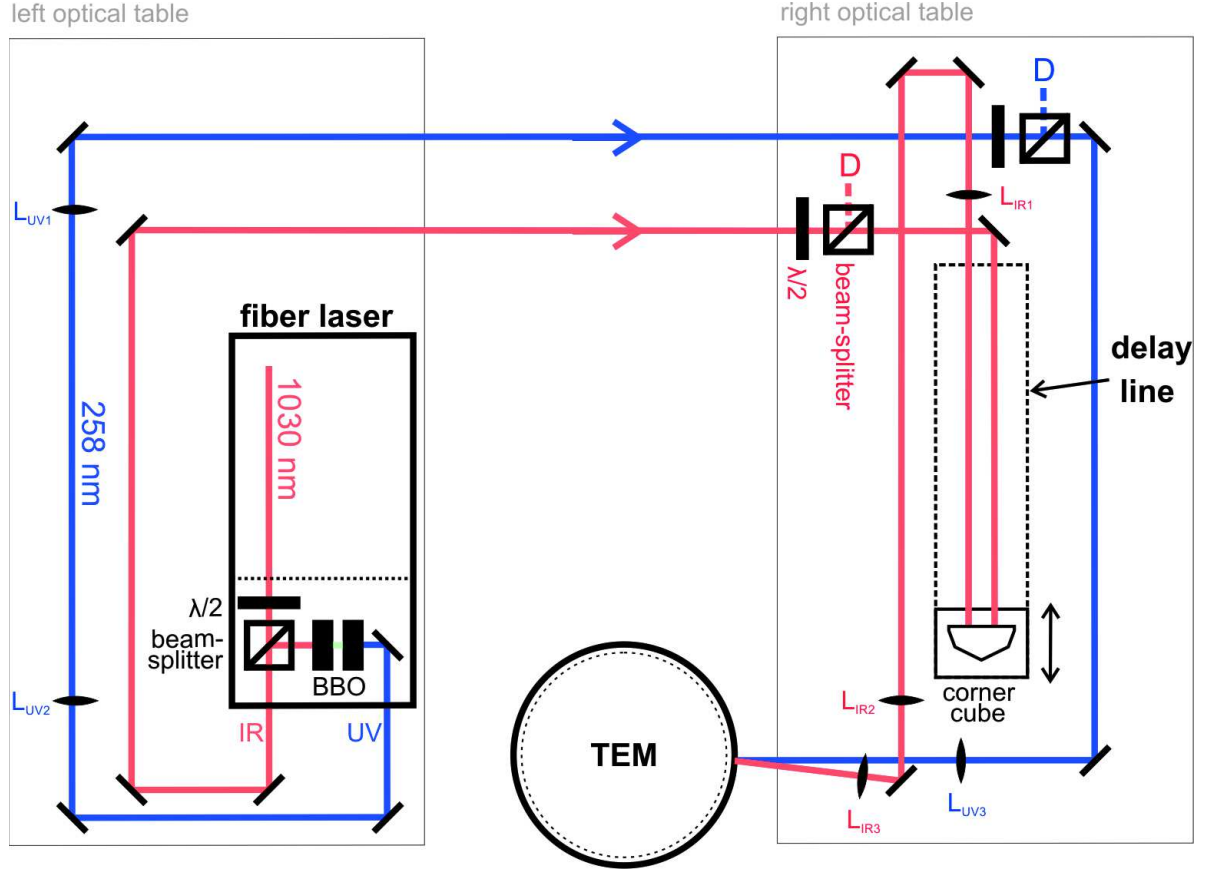 left optical table
right optical table
D
D
L_UV1
L_IR1
λ/2
beam-splitter
fiber laser
delay
line
258 nm
1030 nm
λ/2
beam-
splitter
BBO
L_UV2
IR
UV
corner
cube
L_IR2
TEM
L_IR3
L_UV3